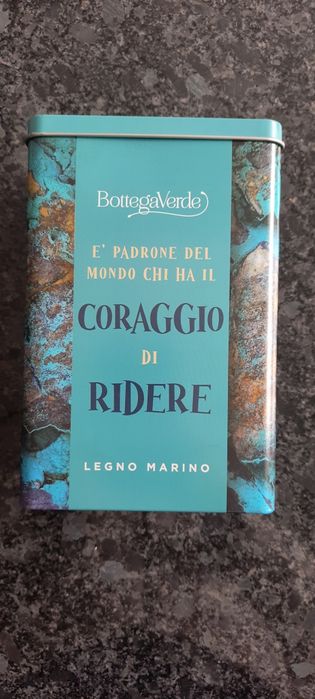 BottegaVerde
E' PADRONE DEL
MONDO CHI HA IL
CORAGGIO
DI
RIDERE
LEGNO MARINO